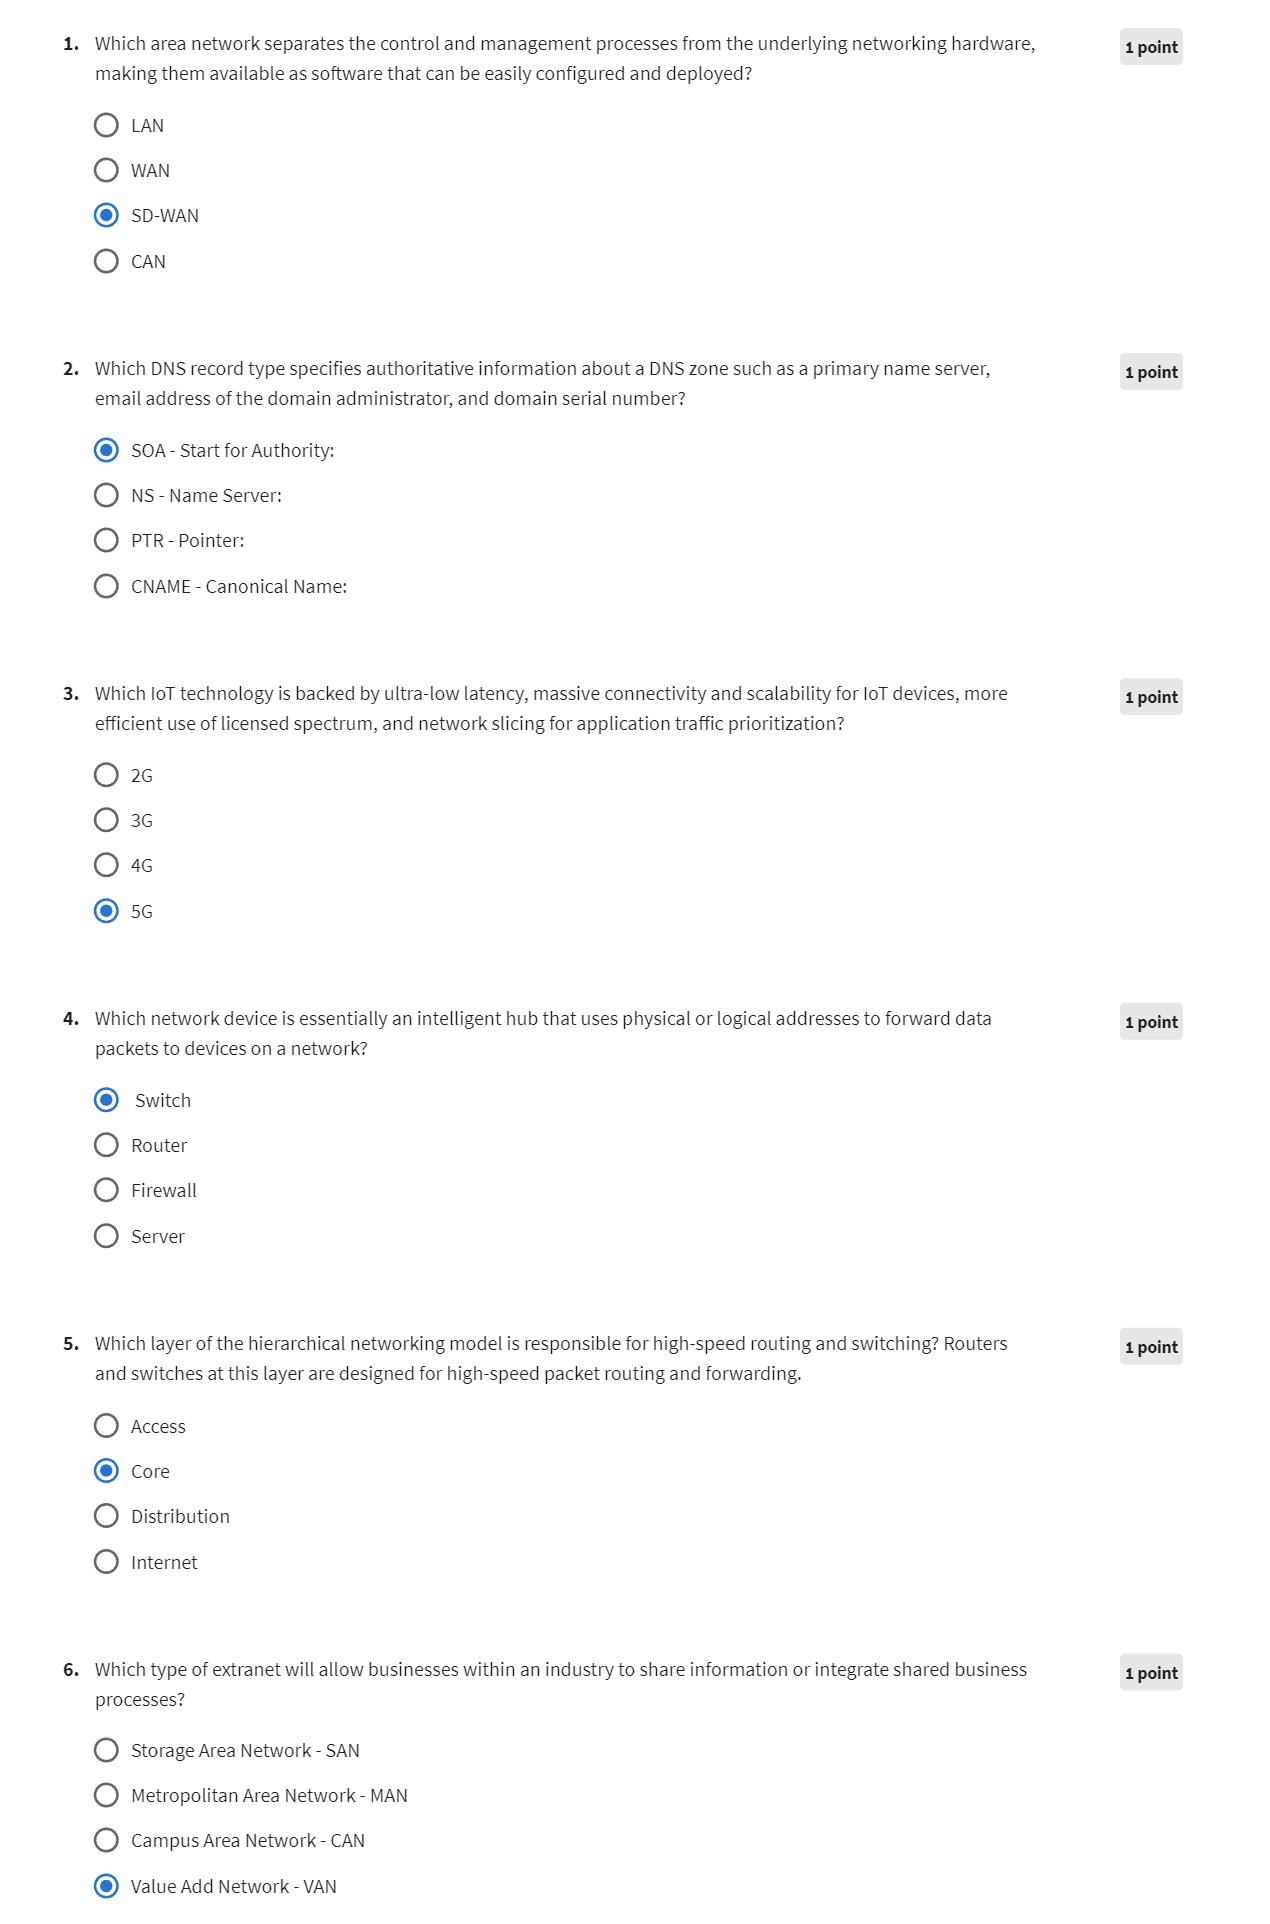 1. Which area network separates the control and management processes from the underlying networking hardware,
1 point
making them available as software that can be easily configured and deployed?
LAN
WAN
SD-WAN
CAN
2. Which DNS record type specifies authoritative information about a DNS zone such as a primary name server,
1 point
email address of the domain administrator, and domain serial number?
SOA - Start for Authority:
NS - Name Server:
PTR - Pointer:
CNAME - Canonical Name:
3. Which IoT technology is backed by ultra-low latency, massive connectivity and scalability for IoT devices, more
1 point
efficient use of licensed spectrum, and network slicing for application traffic prioritization?
2G
3G
4G
5G
4. Which network device is essentially an intelligent hub that uses physical or logical addresses to forward data
1 point
packets to devices on a network?
Switch
Router
Firewall
Server
5. Which layer of the hierarchical networking model is responsible for high-speed routing and switching? Routers
1 point
and switches at this layer are designed for high-speed packet routing and forwarding.
Access
Core
Distribution
Internet
6. Which type of extranet will allow businesses within an industry to share information or integrate shared business
1 point
processes?
Storage Area Network - SAN
Metropolitan Area Network - MAN
Campus Area Network - CAN
Value Add Network - VAN